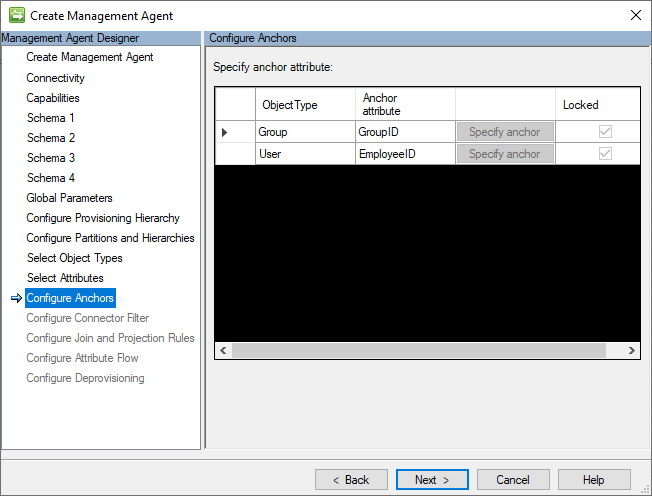 Create Management Agent
Management Agent Designer
Create Management Agent
Connectivity
Capabilities
Schema 1
Schema 2
Schema 3
Schema 4
Global Parameters
Configure Provisioning Hierarchy
Configure Partitions and Hierarchies
Select Object Types
Select Attributes
Configure Anchors
Configure Connector Filter
Configure Join and Projection Rules
Configure Attribute Flow
Configure Deprovisioning
Configure Anchors
Specify anchor attribute:
ObjectType
Anchor
attribute
Locked
Group GroupID Specify anchor
User EmployeeID Specify anchor
< Back
Next >
Cancel
Help